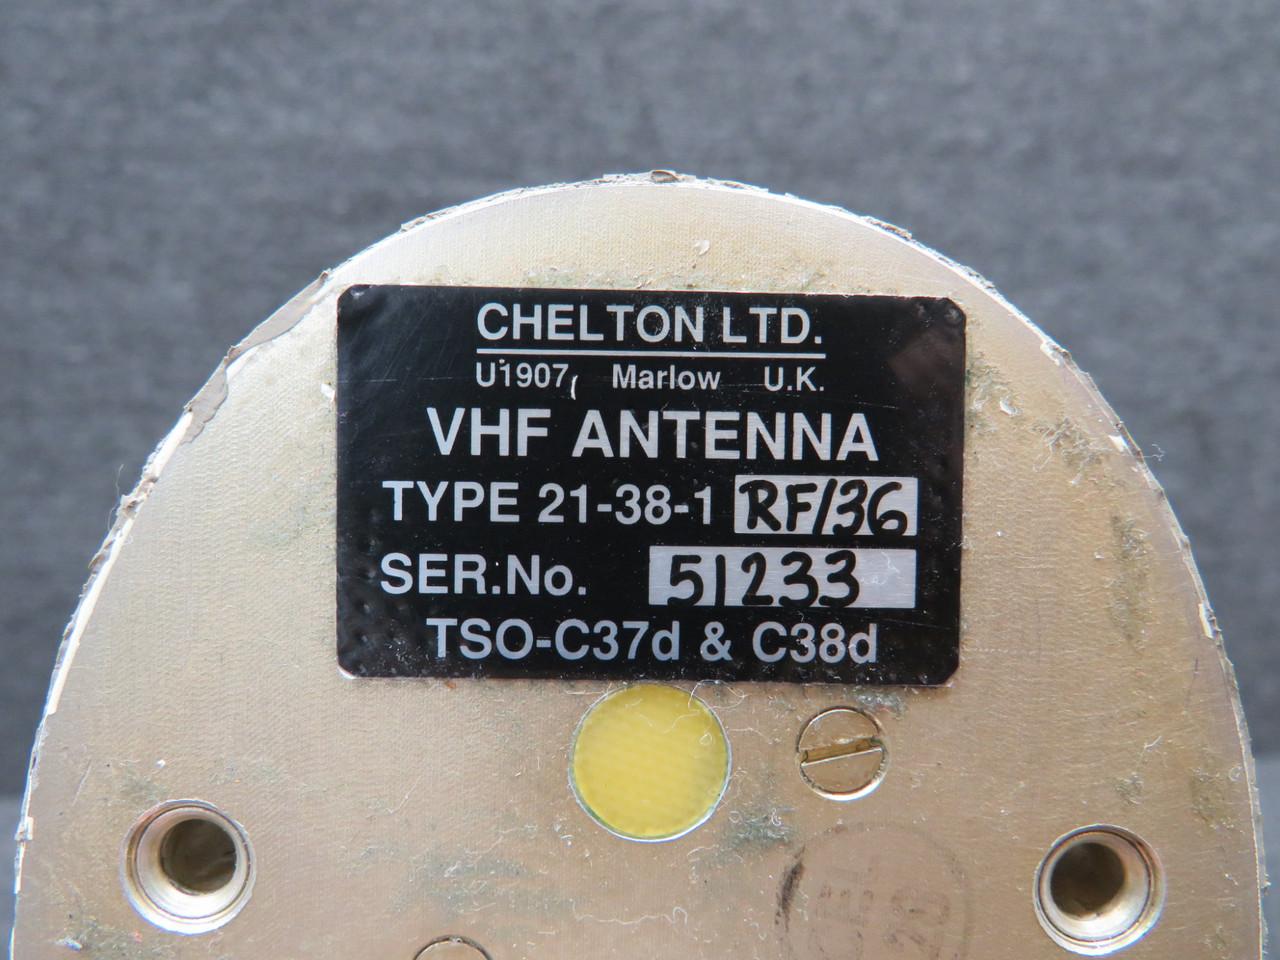 CHELTON LTD.
U1907, Marlow U.K.
VHF ANTENNA
TYPE 21-38-1 RF/36
SER.No. 51233
TSO-C37d & C38d